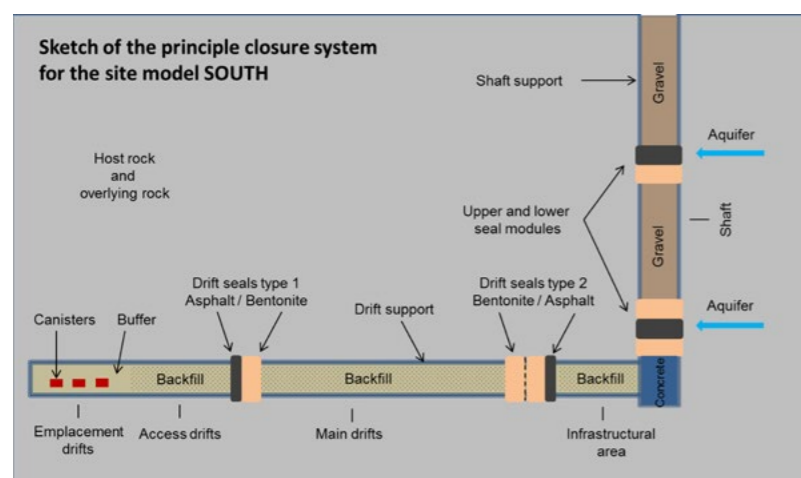 Sketch of the principle closure system
for the site model SOUTH
Shaft support
Gravel
Aquifer
Host rock
and
overlying rock
Upper and lower
seal modules
Shaft
Gravel
Drift seals type 1
Asphalt / Bentonite
Drift seals type 2
Bentonite / Asphalt
Drift support
Aquifer
Canisters
Buffer
Backfill
Backfill
Backfill
Concrete
Emplacement
drifts
Access drifts
Main drifts
Infrastructural
area